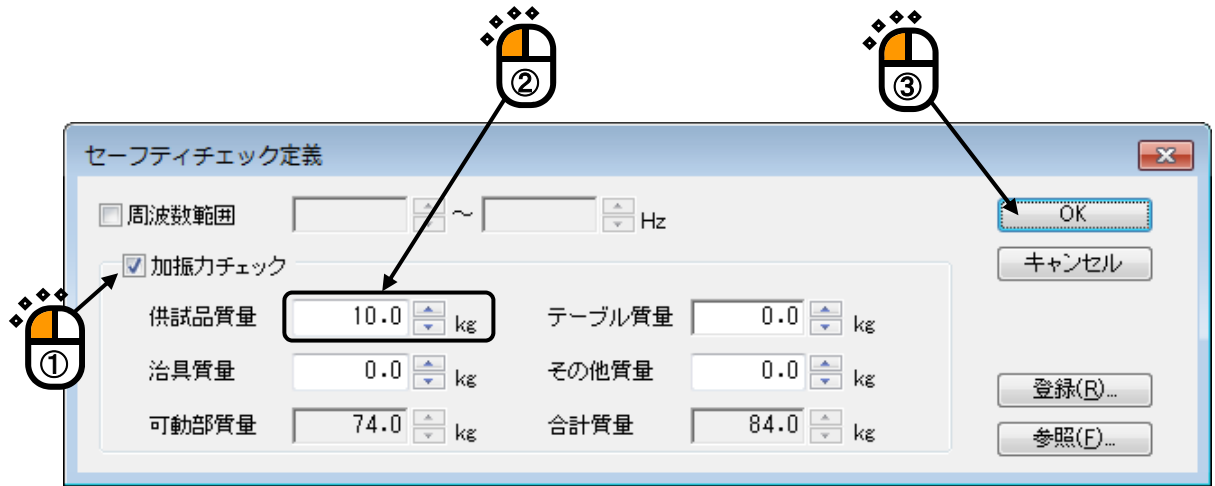 ②
③
セーフティチェック定義
周波数範囲 ～ Hz
OK
加振力チェック
キャンセル
①
供試品質量 10.0 kg テーブル質量 0.0 kg
治具質量 0.0 kg その他質量 0.0 kg
登録(R)...
可動部質量 74.0 kg 合計質量 84.0 kg
参照(F)...